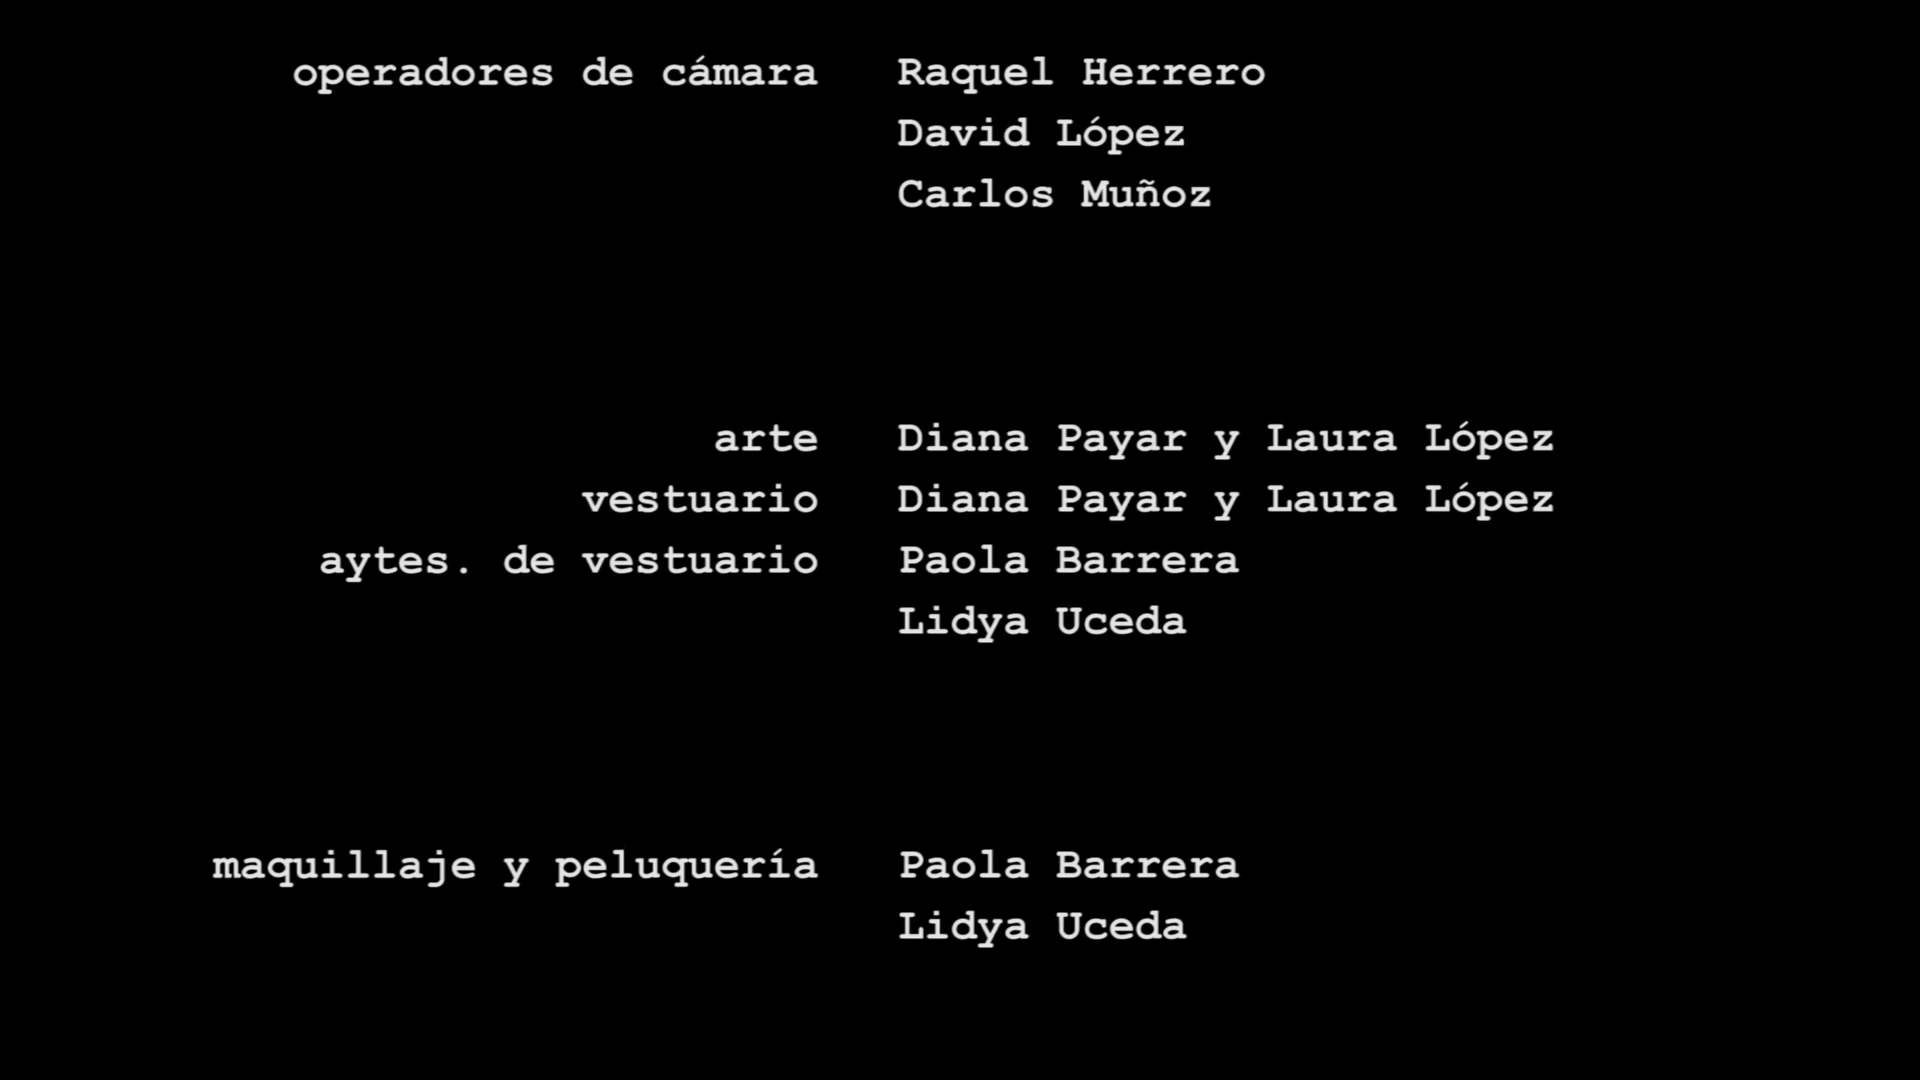 operadores de cámara Raquel Herrero
David López
Carlos Muñoz
arte Diana Payar y Laura López
vestuario Diana Payar y Laura López
aytes. de vestuario Paola Barrera
Lidya Uceda
maquillaje y peluquería Paola Barrera
Lidya Uceda